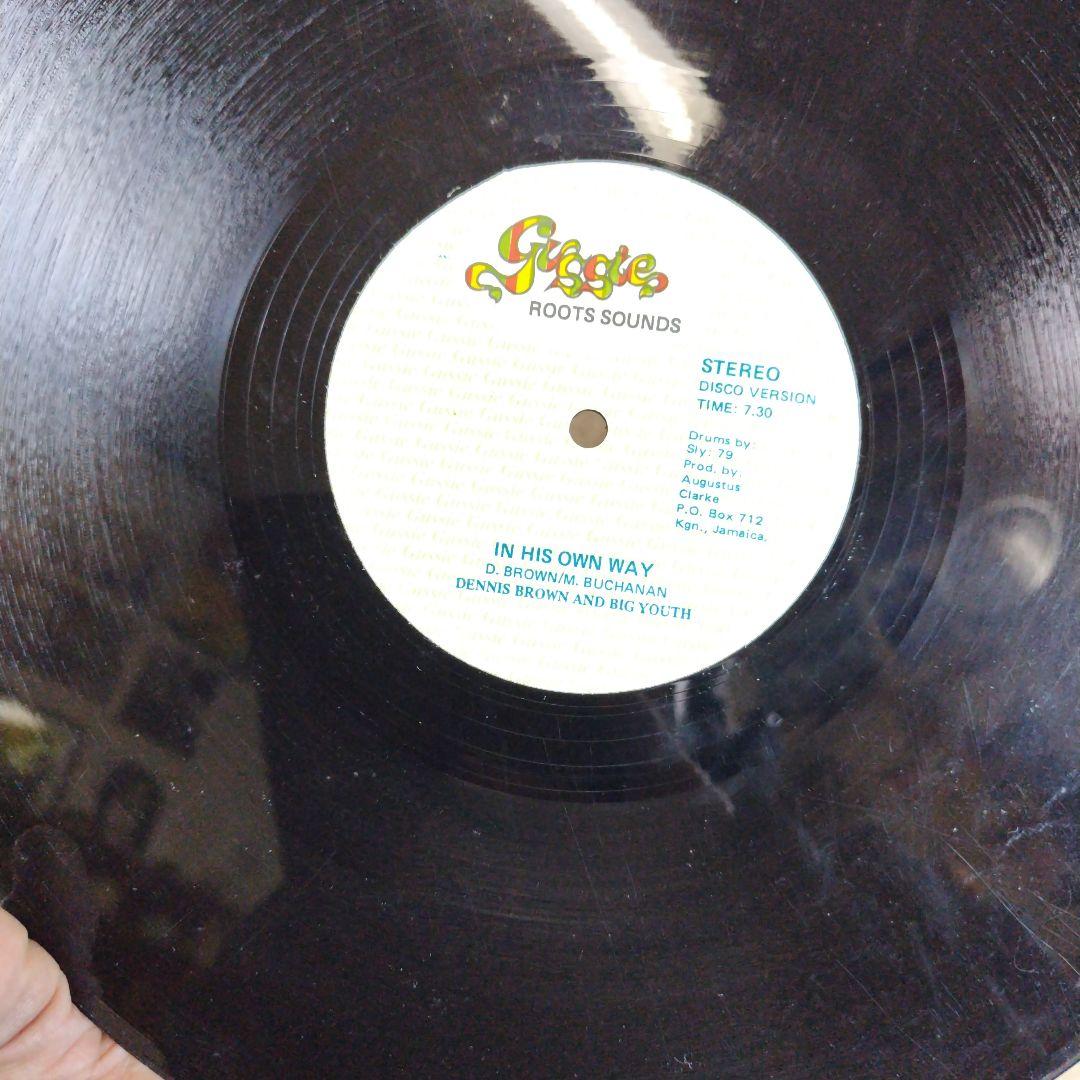 Gussie
ROOTS SOUNDS
STEREO
DISCO VERSION
TIME: 7.30
Drums by:
Sly: 79
Prod. by:
Augustus
Clarke
P.O. Box 712
Kgn., Jamaica.
IN HIS OWN WAY
D. BROWN/M. BUCHANAN
DENNIS BROWN AND BIG YOUTH